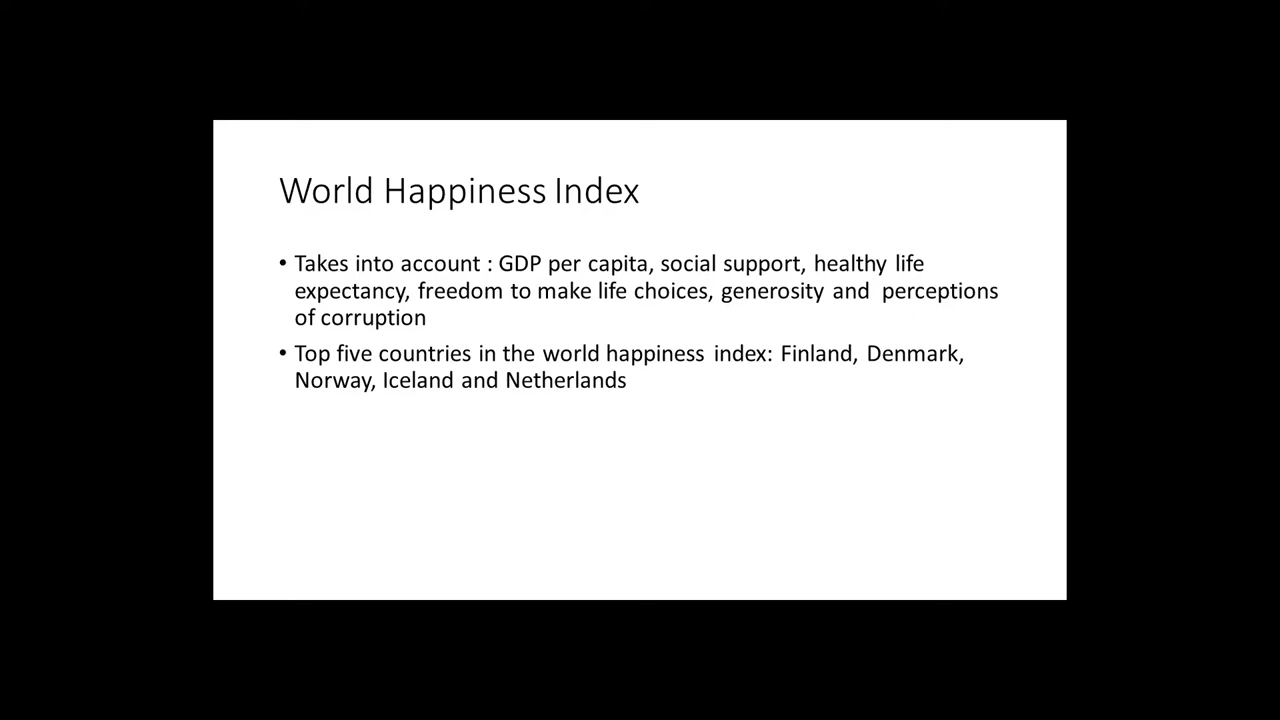 World Happiness Index
• Takes into account : GDP per capita, social support, healthy life
expectancy, freedom to make life choices, generosity and perceptions
of corruption
• Top five countries in the world happiness index: Finland, Denmark,
Norway, Iceland and Netherlands